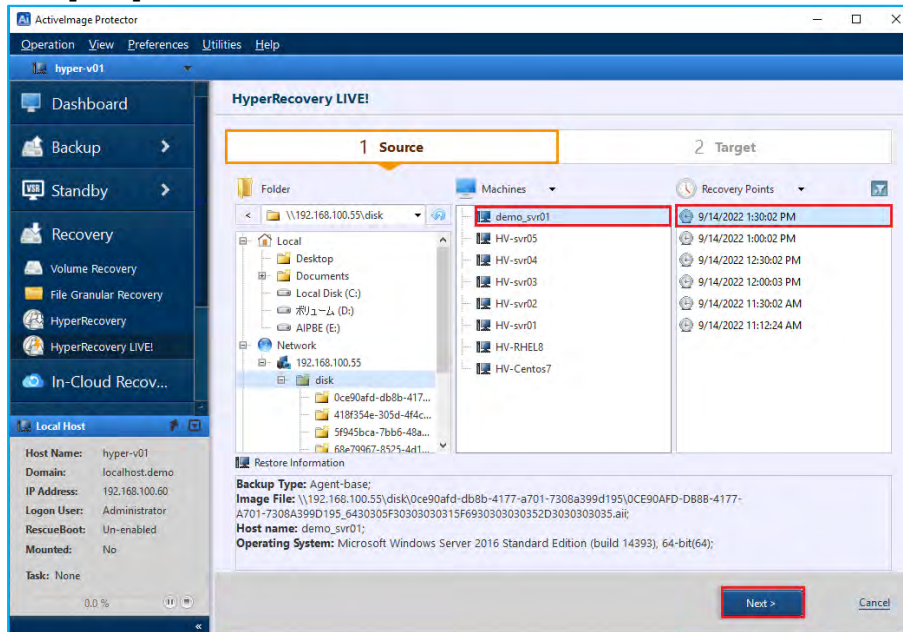 ActiveImage Protector
Operation View Preferences Utilities Help
hyper-v01
Dashboard
Backup
Standby
Recovery
Volume Recovery
File Granular Recovery
HyperRecovery
HyperRecovery LIVE!
In-Cloud Recov...
Local Host
Host Name: hyper-v01
Domain: localhost.demo
IP Address: 192.168.100.60
Logon User: Administrator
RescueBoot: Un-enabled
Mounted: No
Task: None
0.0 %
HyperRecovery LIVE!
1 Source
2 Target
Folder
\\192.168.100.55\disk
Local
Desktop
Documents
Local Disk (C:)
ボリューム (D:)
AIPBE (E:)
Network
192.168.100.55
disk
0ce90afd-db8b-417...
418f354e-305d-4f4c...
5f945bca-7bb6-48a...
68e79967-8525-4d1...
Machines
demo_svr01
HV-svr05
HV-svr04
HV-svr03
HV-svr02
HV-svr01
HV-RHEL8
HV-Centos7
Recovery Points
9/14/2022 1:30:02 PM
9/14/2022 1:00:02 PM
9/14/2022 12:30:02 PM
9/14/2022 12:00:03 PM
9/14/2022 11:30:02 AM
9/14/2022 11:12:24 AM
Restore Information
Backup Type: Agent-base;
Image File: \\192.168.100.55\disk\0ce90afd-db8b-4177-a701-7308a399d195\0CE90AFD-DB8B-4177-
A701-7308A399D195_6430305F30303030315F6930303030352D3030303035.aii;
Host name: demo_svr01;
Operating System: Microsoft Windows Server 2016 Standard Edition (build 14393), 64-bit(64);
Next >
Cancel